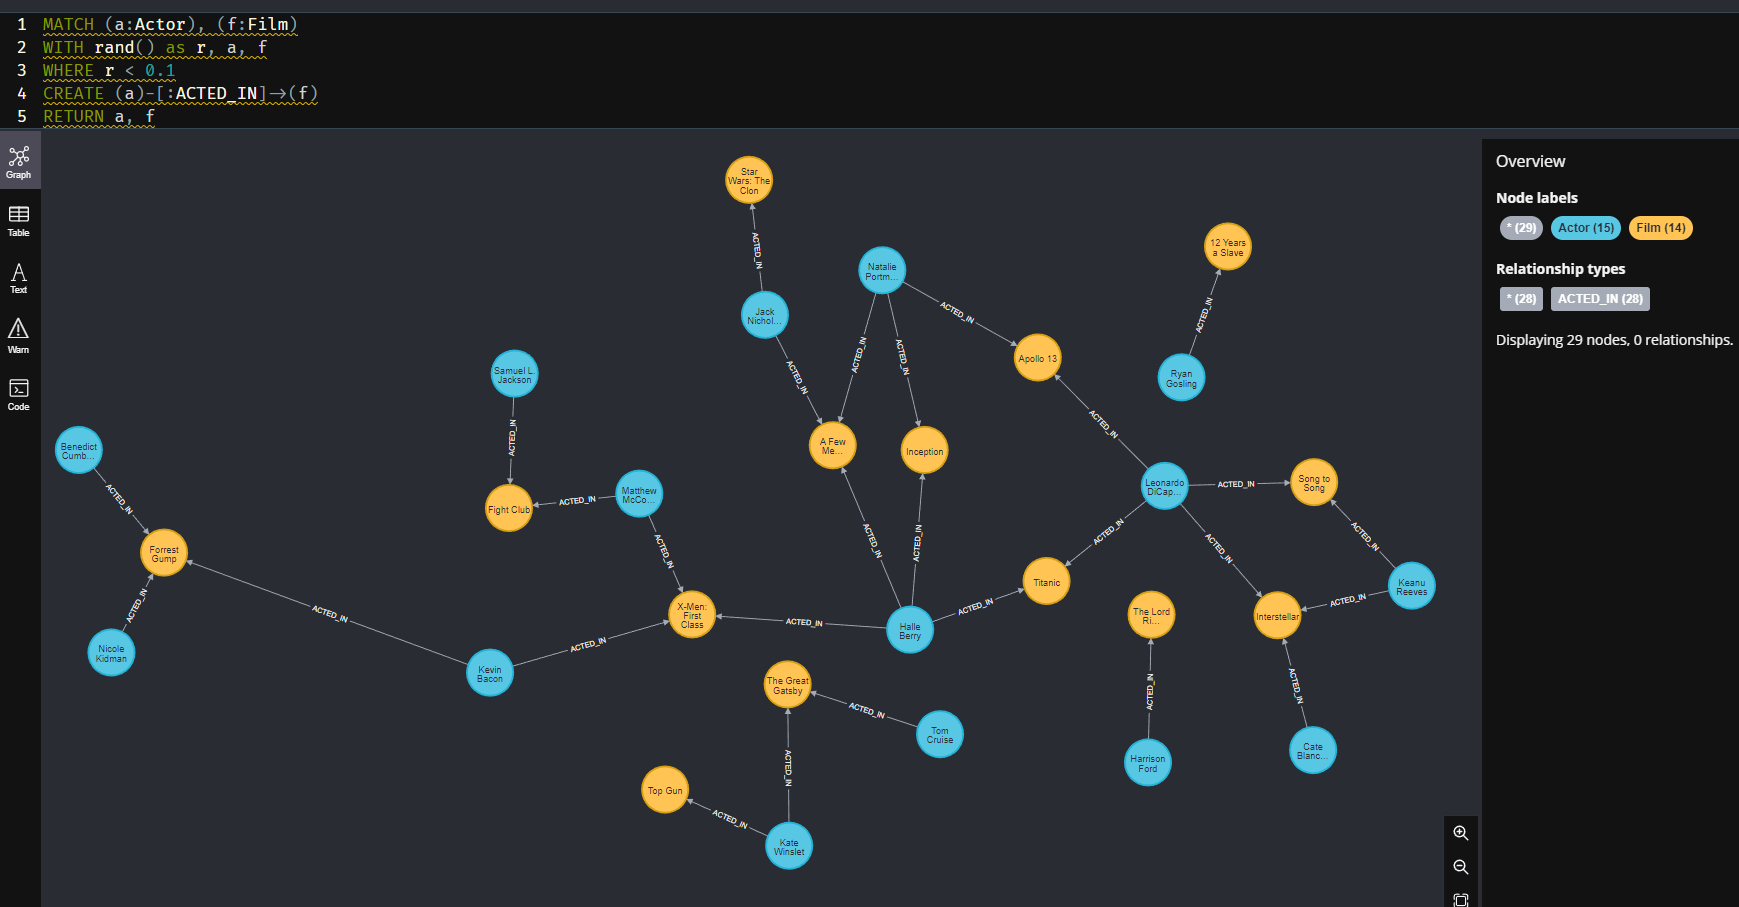 1 MATCH (a:Actor), (f:Film)
2 WITH rand() as r, a, f
3 WHERE r < 0.1
4 CREATE (a)-[:ACTED_IN]->(f)
5 RETURN a, f
Graph
Table
Text
Warn
Code
Overview
Node labels
* (29) Actor (15) Film (14)
Relationship types
* (28) ACTED_IN (28)
Displaying 29 nodes, 0 relationships.
Star
Wars: The
Clon
ACTED_IN
Jack
Nichol...
ACTED_IN
Natalie
Portm...
ACTED_IN
ACTED_IN
ACTED_IN
12 Years
a Slave
ACTED_IN
Ryan
Gosling
Apollo 13
ACTED_IN
Samuel L.
Jackson
ACTED_IN
Fight Club
ACTED_IN
Matthew
McCo...
ACTED_IN
Benedict
Cumb...
ACTED_IN
Forrest
Gump
ACTED_IN
Nicole
Kidman
ACTED_IN
Kevin
Bacon
ACTED_IN
X-Men:
First
Class
ACTED_IN
A Few
Me...
ACTED_IN
Inception
ACTED_IN
Halle
Berry
ACTED_IN
Titanic
ACTED_IN
Leonardo
DiCap...
ACTED_IN
Song to
Song
ACTED_IN
ACTED_IN
Keanu
Reeves
ACTED_IN
Interstellar
ACTED_IN
Cate
Blanc...
The Lord
Ri...
ACTED_IN
Harrison
Ford
The Great
Gatsby
ACTED_IN
Tom
Cruise
ACTED_IN
Top Gun
ACTED_IN
Kate
Winslet